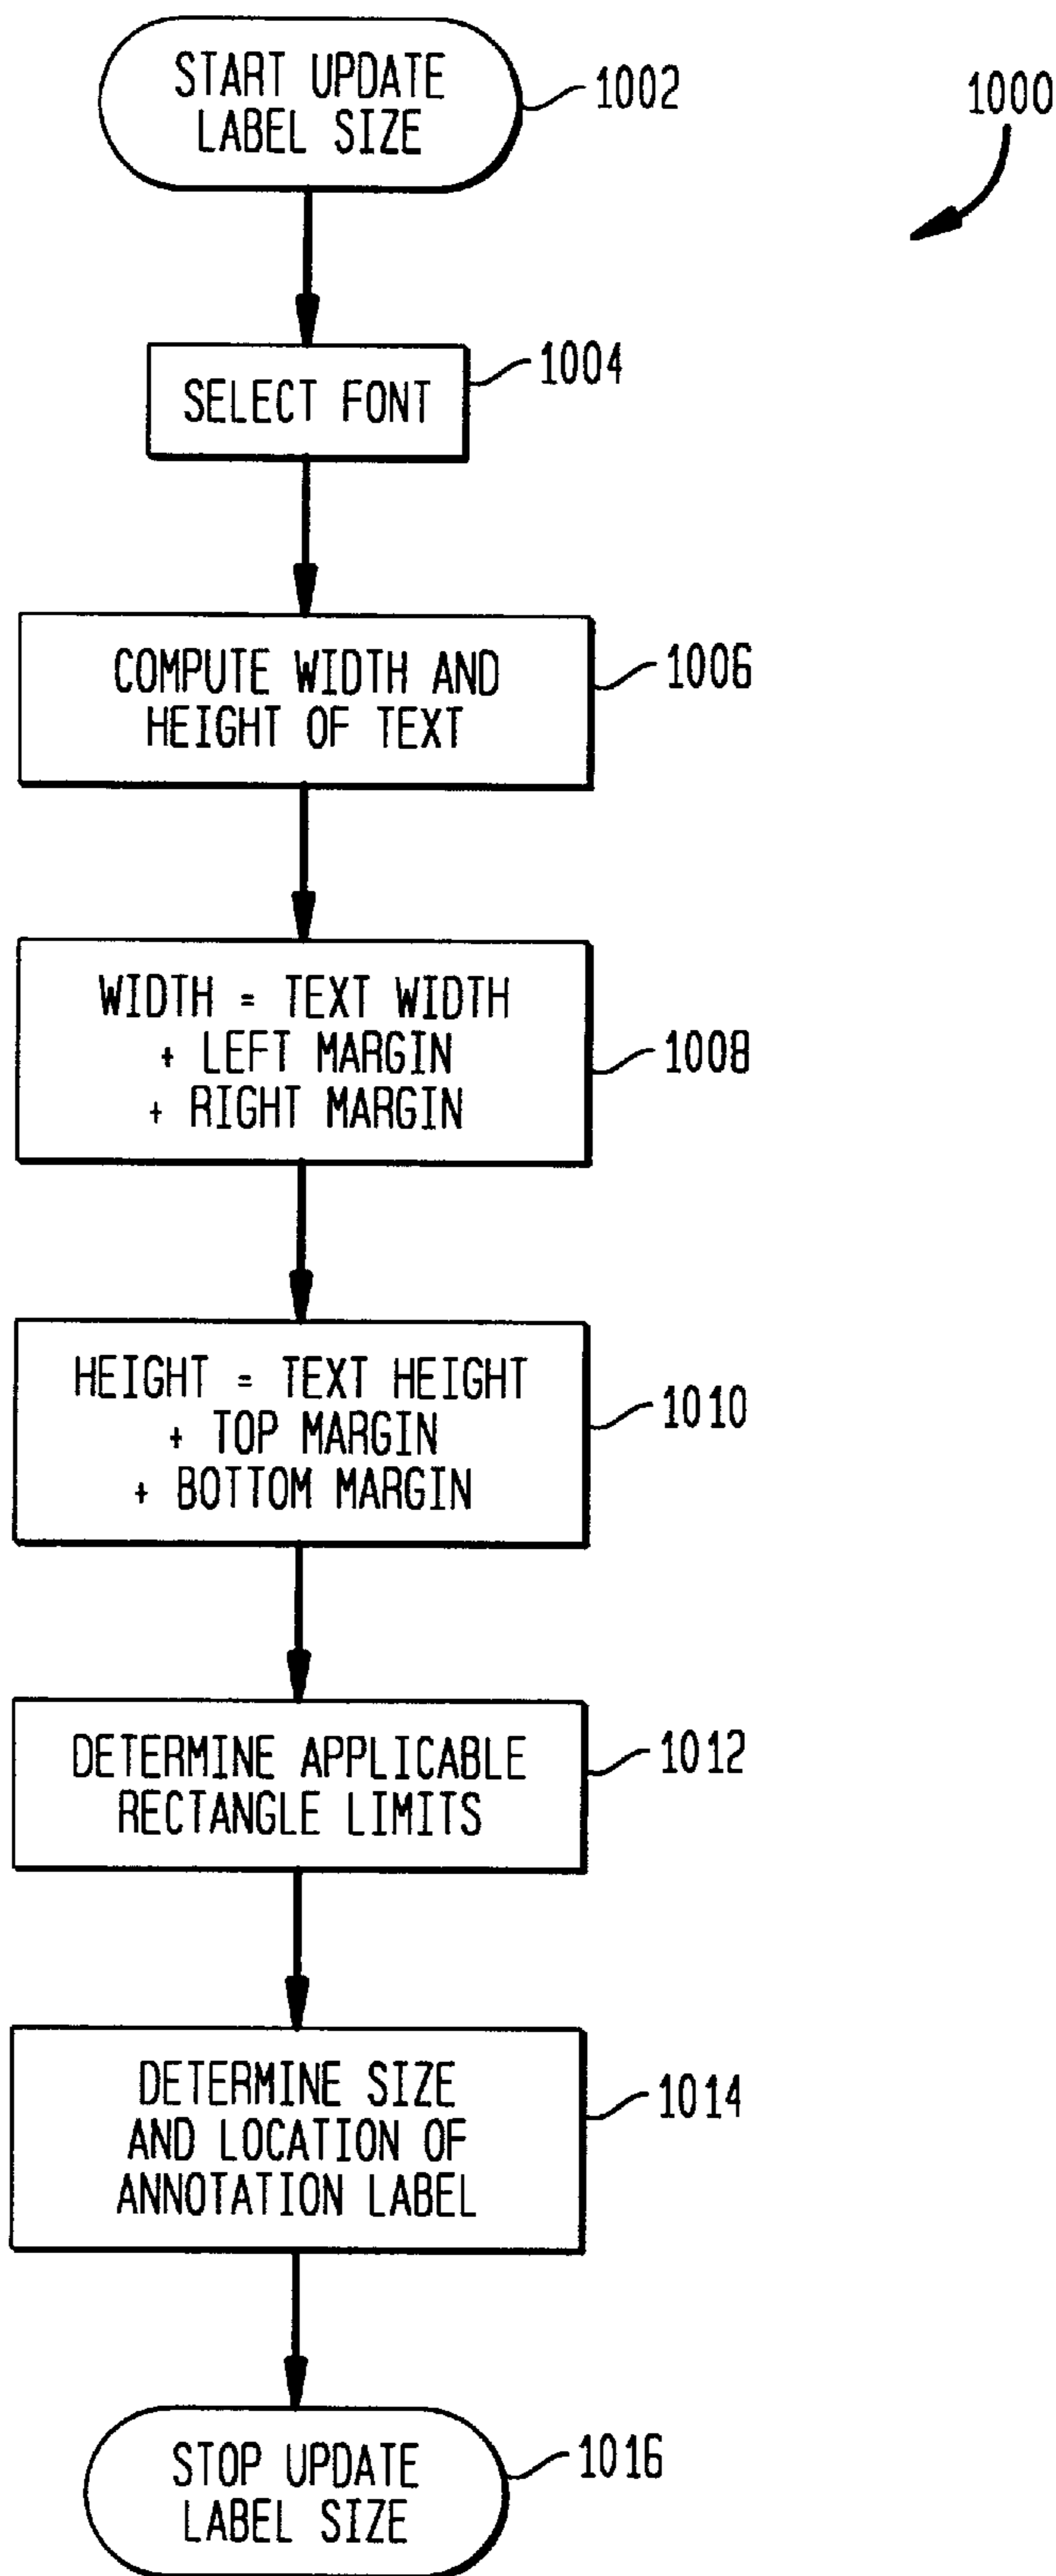 START UPDATE
LABEL SIZE
1002
1000
SELECT FONT
1004
COMPUTE WIDTH AND
HEIGHT OF TEXT
1006
WIDTH = TEXT WIDTH
+ LEFT MARGIN
+ RIGHT MARGIN
1008
HEIGHT = TEXT HEIGHT
+ TOP MARGIN
+ BOTTOM MARGIN
1010
DETERMINE APPLICABLE
RECTANGLE LIMITS
1012
DETERMINE SIZE
AND LOCATION OF
ANNOTATION LABEL
1014
STOP UPDATE
LABEL SIZE
1016